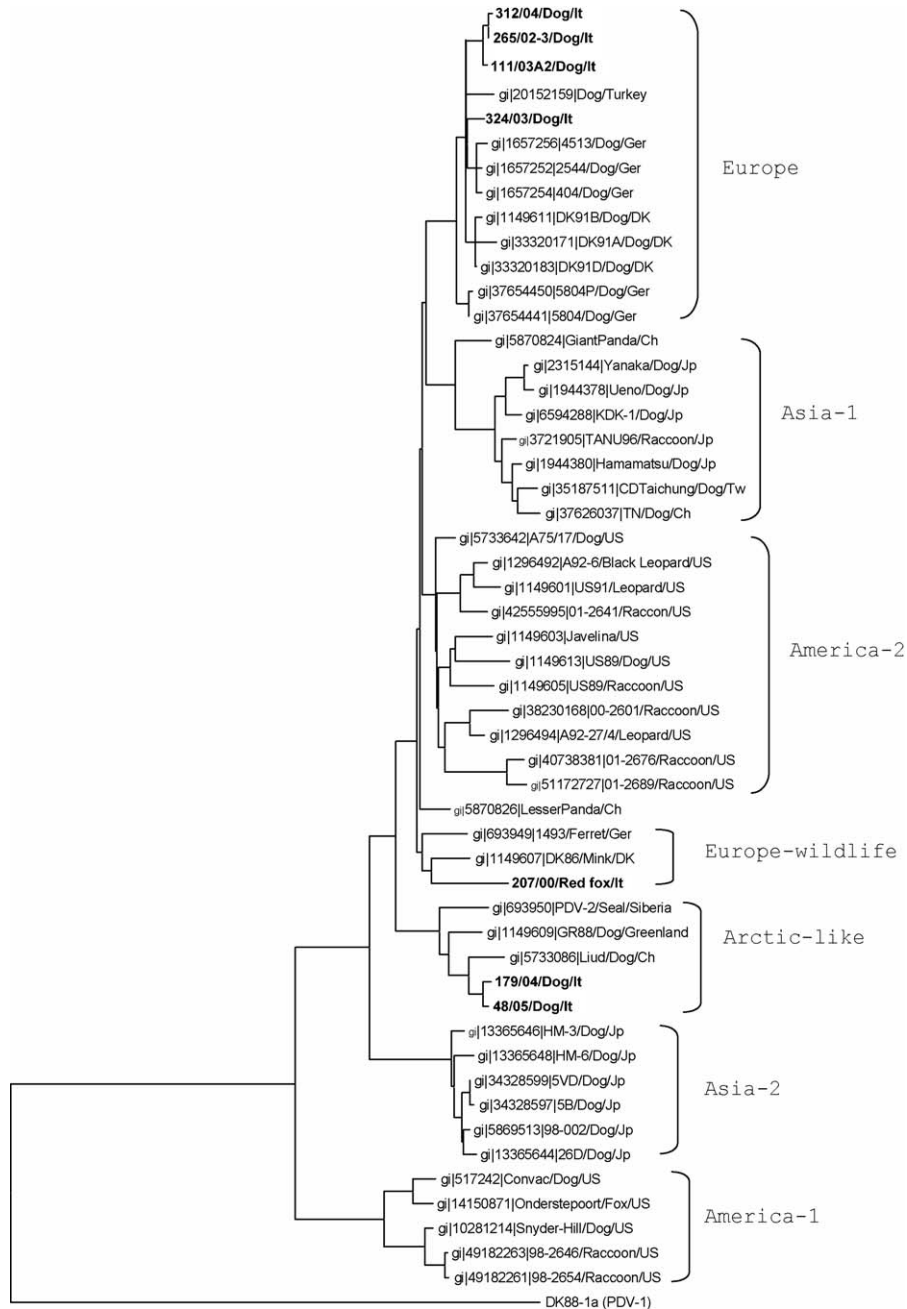 312/04/Dog/It
265/02-3/Dog/It
111/03A2/Dog/It
gi|20152159|Dog/Turkey
324/03/Dog/It
gi|1657256|4513/Dog/Ger
gi|1657252|2544/Dog/Ger
gi|1657254|404/Dog/Ger
gi|1149611|DK91B/Dog/DK
gi|33320171|DK91A/Dog/DK
gi|33320183|DK91D/Dog/DK
gi|37654450|5804P/Dog/Ger
gi|37654441|5804/Dog/Ger
Europe
gi|5870824|GiantPanda/Ch
gi|2315144|Yanaka/Dog/Jp
gi|1944378|Ueno/Dog/Jp
gi|6594288|KDK-1/Dog/Jp
gi|3721905|TANU96/Raccoon/Jp
gi|1944380|Hamamatsu/Dog/Jp
gi|35187511|CDTaichung/Dog/Tw
gi|37626037|TN/Dog/Ch
Asia-1
gi|5733642|A75/17/Dog/US
gi|1296492|A92-6/Black Leopard/US
gi|1149601|US91/Leopard/US
gi|42555995|01-2641/Raccon/US
gi|1149603|Javelina/US
gi|1149613|US89/Dog/US
gi|1149605|US89/Raccoon/US
gi|38230168|00-2601/Raccoon/US
gi|1296494|A92-27/4/Leopard/US
gi|40738381|01-2676/Raccoon/US
gi|51172727|01-2689/Raccoon/US
America-2
gi|5870826|LesserPanda/Ch
gi|693949|1493/Ferret/Ger
gi|1149607|DK86/Mink/DK
207/00/Red fox/It
Europe-wildlife
gi|693950|PDV-2/Seal/Siberia
gi|1149609|GR88/Dog/Greenland
gi|5733086|Liud/Dog/Ch
179/04/Dog/It
48/05/Dog/It
Arctic-like
gi|13365646|HM-3/Dog/Jp
gi|13365648|HM-6/Dog/Jp
gi|34328599|5VD/Dog/Jp
gi|34328597|5B/Dog/Jp
gi|5869513|98-002/Dog/Jp
gi|13365644|26D/Dog/Jp
Asia-2
gi|517242|Convac/Dog/US
gi|14150871|Onderstepoort/Fox/US
gi|10281214|Snyder-Hill/Dog/US
gi|49182263|98-2646/Raccoon/US
gi|49182261|98-2654/Raccoon/US
America-1
DK88-1a (PDV-1)